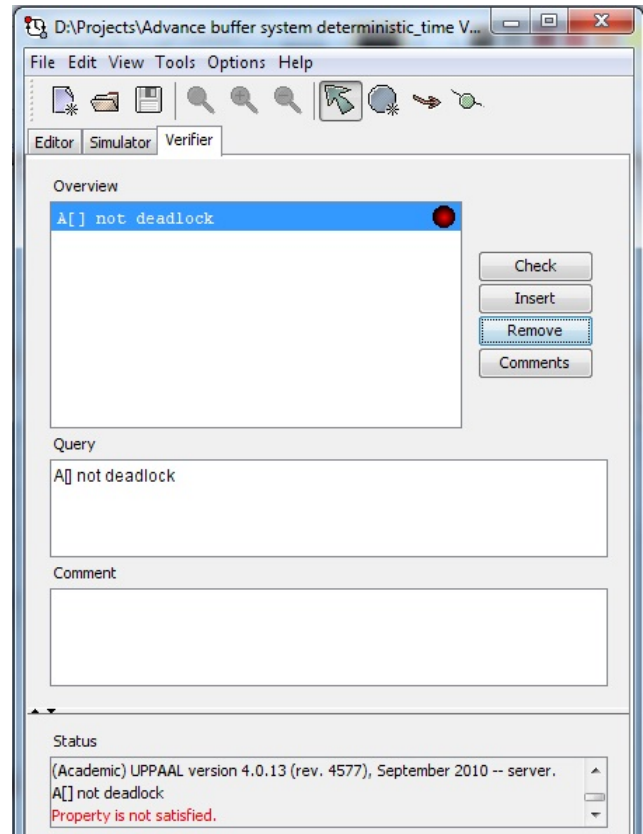 D:\Projects\Advance buffer system deterministic_time V...
File Edit View Tools Options Help
Editor Simulator Verifier
Overview
A[] not deadlock
Check
Insert
Remove
Comments
Query
A[] not deadlock
Comment
Status
(Academic) UPPAAL version 4.0.13 (rev. 4577), September 2010 -- server.
A[] not deadlock
Property is not satisfied.